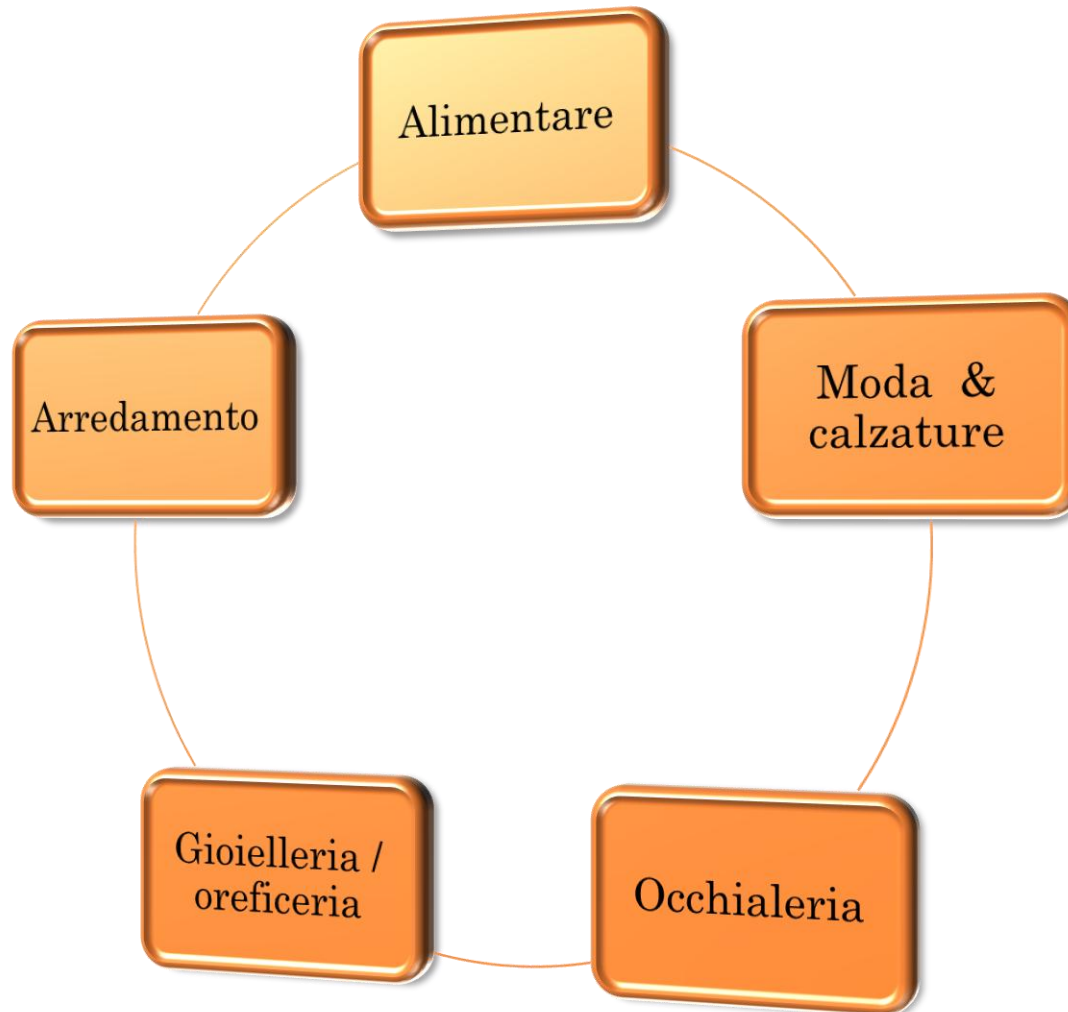 Alimentare
Moda &
calzature
Occhialeria
Gioielleria /
oreficeria
Arredamento